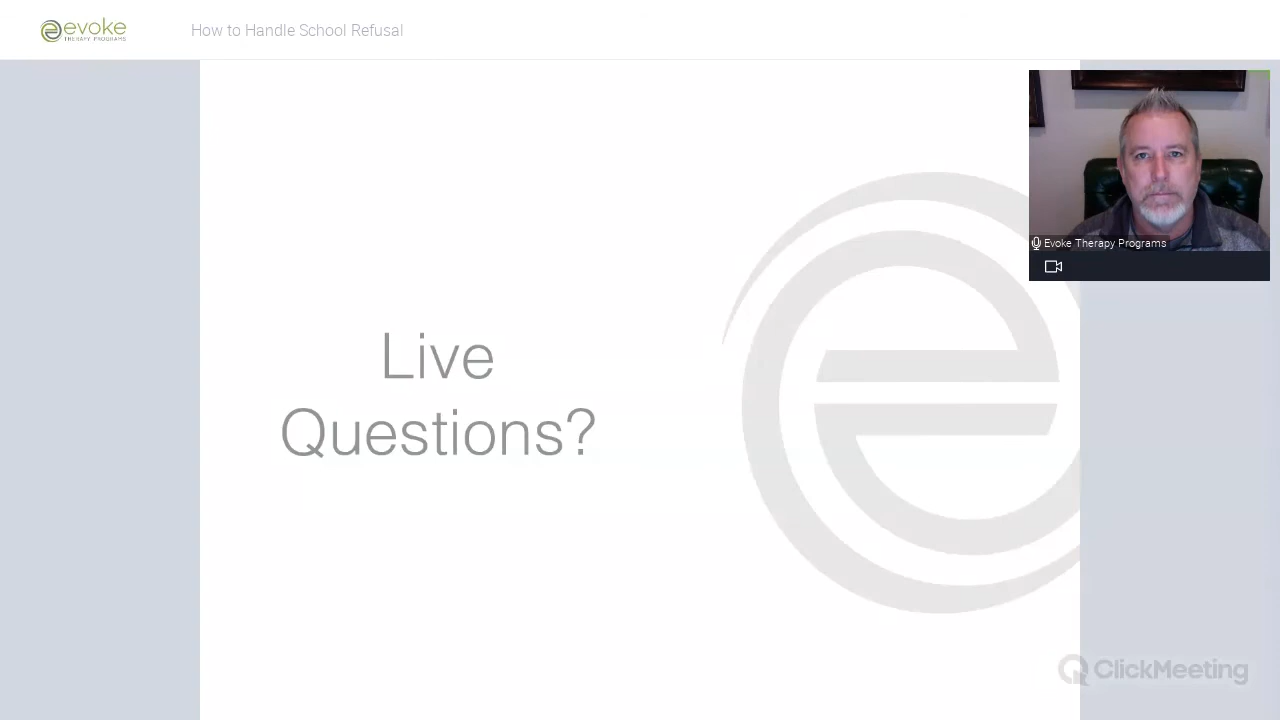 evoke
THERAPY PROGRAMS
How to Handle School Refusal
Evoke Therapy Programs
Live
Questions?
ClickMeeting